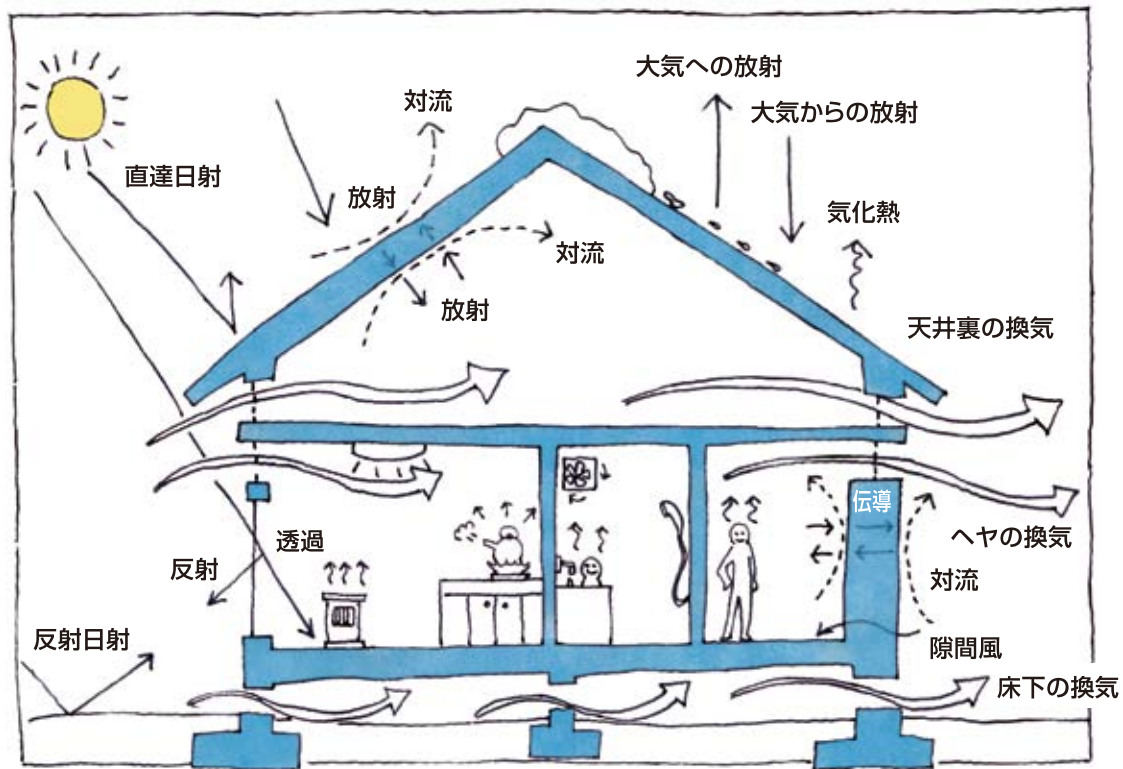 大気への放射
対流
大気からの放射
直達日射
放射
気化熱
対流
放射
天井裏の換気
伝導
透過
ヘヤの換気
反射
対流
反射日射
隙間風
床下の換気